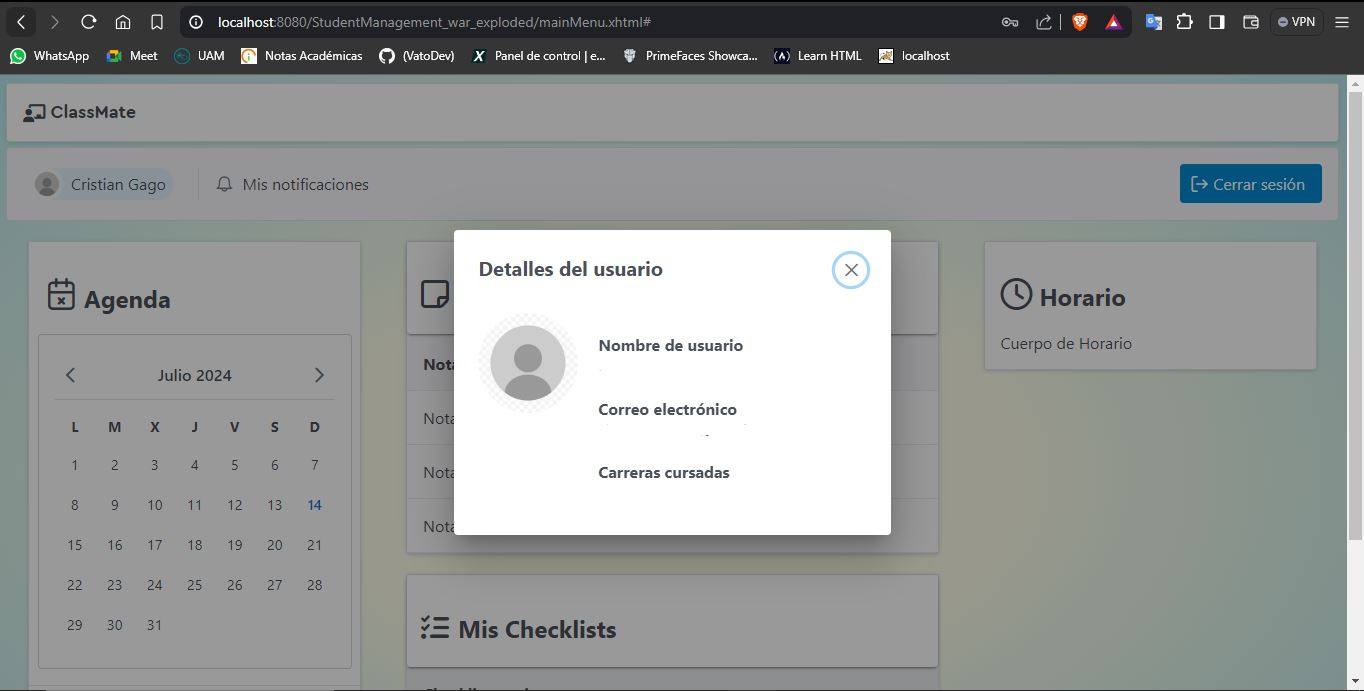 localhost:8080/StudentManagement_war_exploded/mainMenu.xhtml#
VPN
WhatsApp
Meet
UAM
Notas Académicas
(VatoDev)
Panel de control | e...
PrimeFaces Showca...
Learn HTML
localhost
ClassMate
Cristian Gago
Mis notificaciones
Cerrar sesión
Agenda
Julio 2024
L M X J V S D
1 2 3 4 5 6 7
8 9 10 11 12 13 14
15 16 17 18 19 20 21
22 23 24 25 26 27 28
29 30 31
Nota
Nota
Nota
Nota
Detalles del usuario
Nombre de usuario
Correo electrónico
Carreras cursadas
Mis Checklists
Horario
Cuerpo de Horario